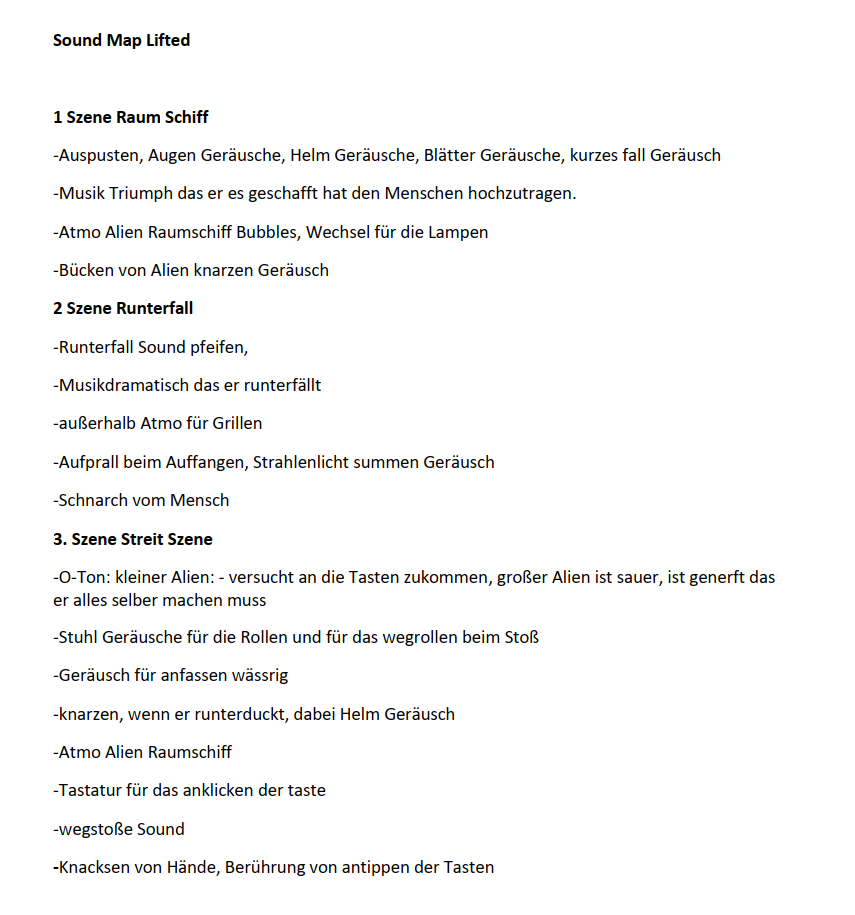 Sound Map Lifted
1 Szene Raum Schiff
-Auspusten, Augen Geräusche, Helm Geräusche, Blätter Geräusche, kurzes fall Geräusch
-Musik Triumph das er es geschafft hat den Menschen hochzutragen.
-Atmo Alien Raumschiff Bubbles, Wechsel für die Lampen
-Bücken von Alien knarzen Geräusch
2 Szene Runterfall
-Runterfall Sound pfeifen,
-Musikdramatisch das er runterfällt
-außerhalb Atmo für Grillen
-Aufprall beim Auffangen, Strahlenlicht summen Geräusch
-Schnarch vom Mensch
3. Szene Streit Szene
-O-Ton: kleiner Alien: - versucht an die Tasten zukommen, großer Alien ist sauer, ist generft das
er alles selber machen muss
-Stuhl Geräusche für die Rollen und für das wegrollen beim Stoß
-Geräusch für anfassen wässrig
-knarzen, wenn er runterduckt, dabei Helm Geräusch
-Atmo Alien Raumschiff
-Tastatur für das anklicken der taste
-wegstoße Sound
-Knacksen von Hände, Berührung von antippen der Tasten